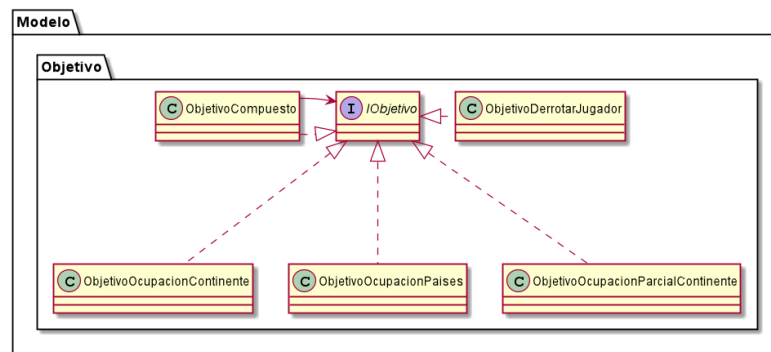 Modelo
Objetivo
C ObjetivoCompuesto
I IObjetivo
C ObjetivoDerrotarJugador
C ObjetivoOcupacionContinente
C ObjetivoOcupacionPaises
C ObjetivoOcupacionParcialContinente